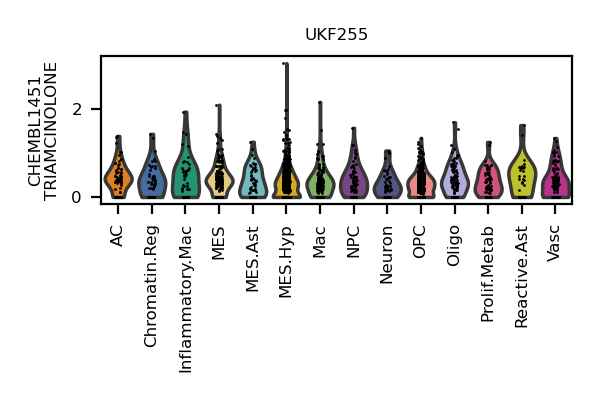 UKF255
CHEMBL1451
TRIAMCINOLONE
2
0
AC
Chromatin.Reg
Inflammatory.Mac
MES
MES.Ast
MES.Hyp
Mac
NPC
Neuron
OPC
Oligo
Prolif.Metab
Reactive.Ast
Vasc